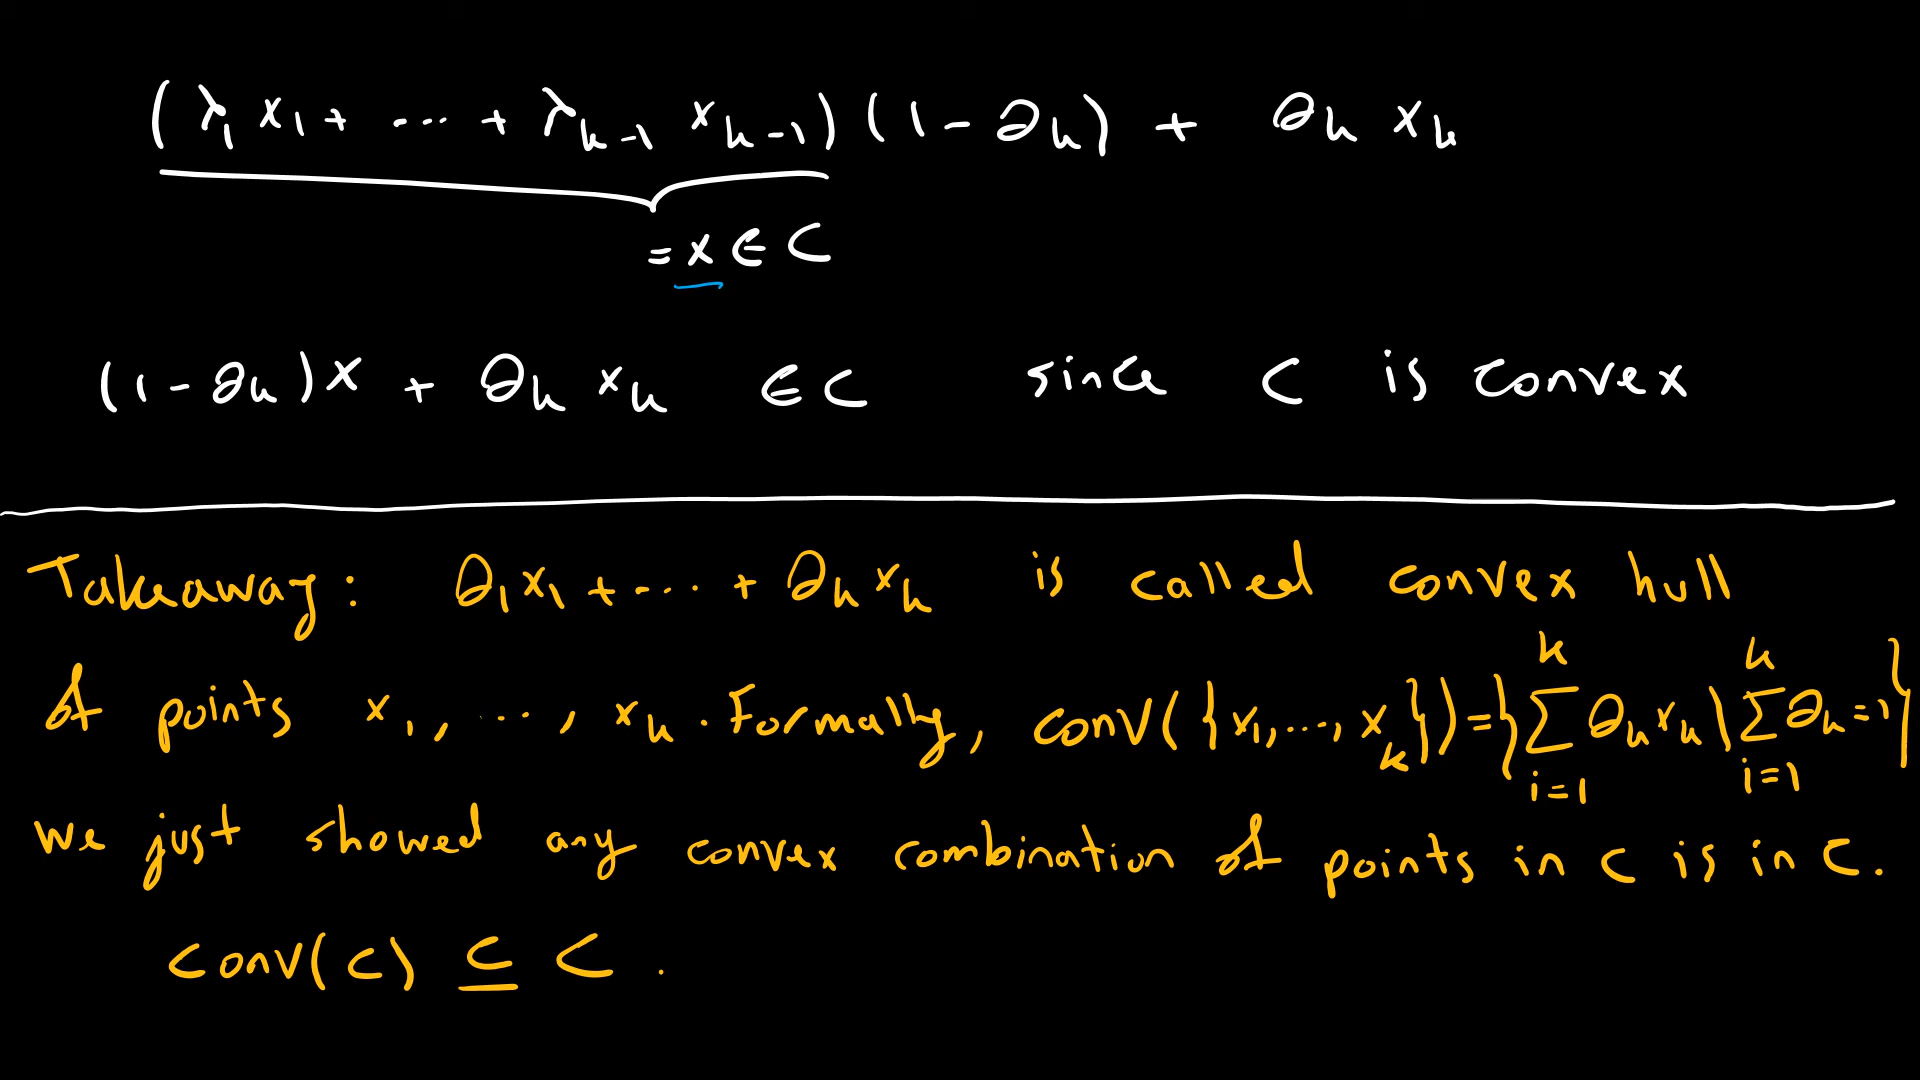 (λ₁ x₁ + ... + λₖ₋₁ xₖ₋₁)(1 - θₖ) + θₖ xₖ
= x ∈ C
(1 - θₖ)x + θₖ xₖ ∈ C since C is convex
Takeaway: θ₁x₁ + ... + θₖxₖ is called convex hull
of points x₁, ..., xₖ. Formally, conv({x₁, ..., xₖ}) = {∑ᵢ₌₁ᵏ θₖxₖ | ∑ᵢ₌₁ᵏ θₖ = 1}
we just showed any convex combination of points in C is in C.
conv(C) ⊆ C.